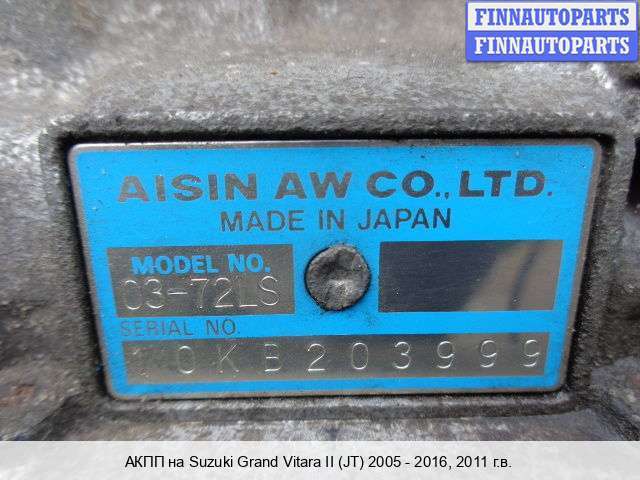 FINNAUTOPARTS
FINNAUTOPARTS
AISIN AW CO., LTD.
MADE IN JAPAN
MODEL NO.
03-72LS
SERIAL NO.
10KB203999
АКПП на Suzuki Grand Vitara II (JT) 2005 - 2016, 2011 г.в.